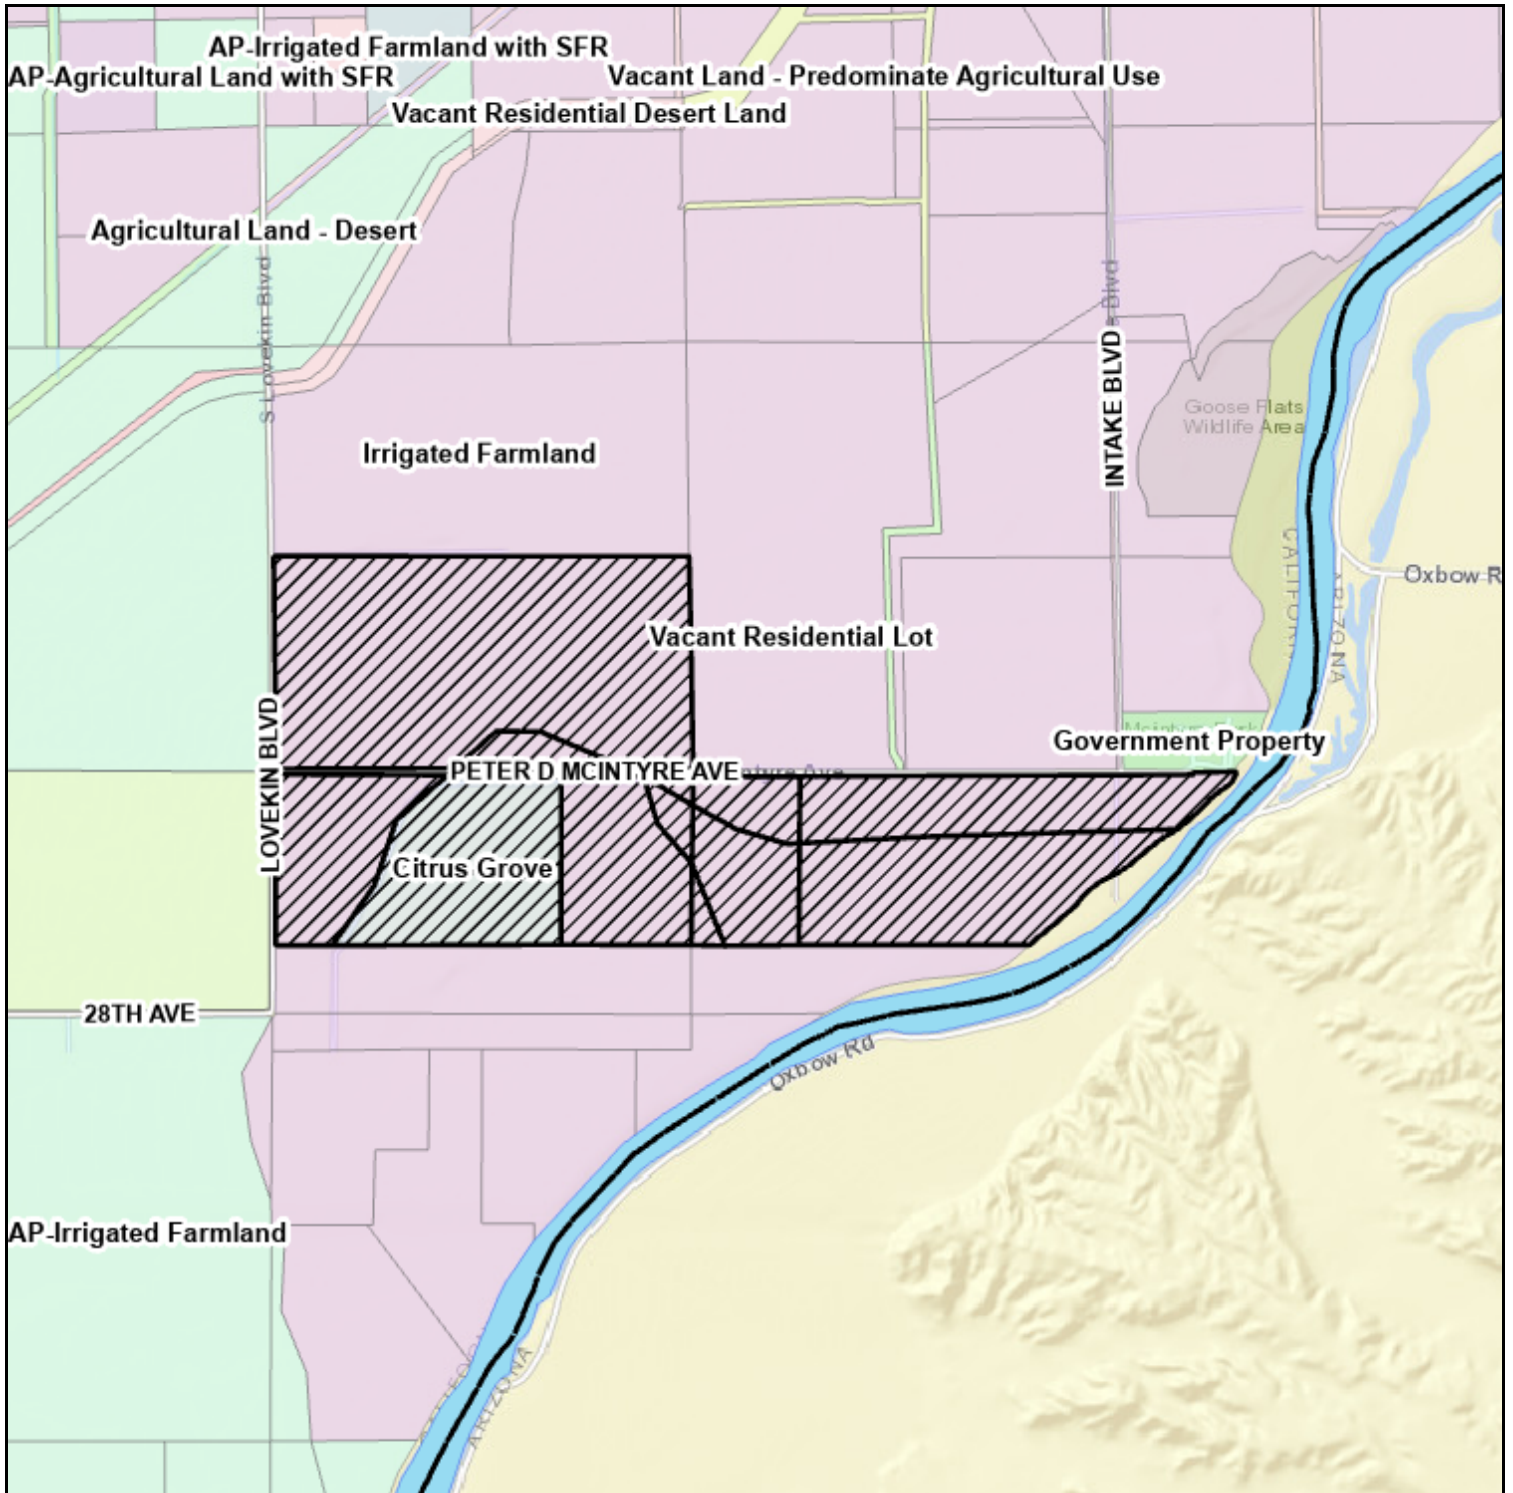 AP-Irrigated Farmland with SFR
AP-Agricultural Land with SFR
Vacant Land - Predominate Agricultural Use
Vacant Residential Desert Land
Agricultural Land - Desert
S Lovekin Blvd
Blvd
INTAKE BLVD
Goose Flats
Wildlife Area
Irrigated Farmland
Oxbow R
ARIZONA
Vacant Residential Lot
LOVEKIN BLVD
Government Property
PETER D MCINTYRE AVE
Citrus Grove
28TH AVE
Oxbow Rd
AP-Irrigated Farmland
ARIZONA